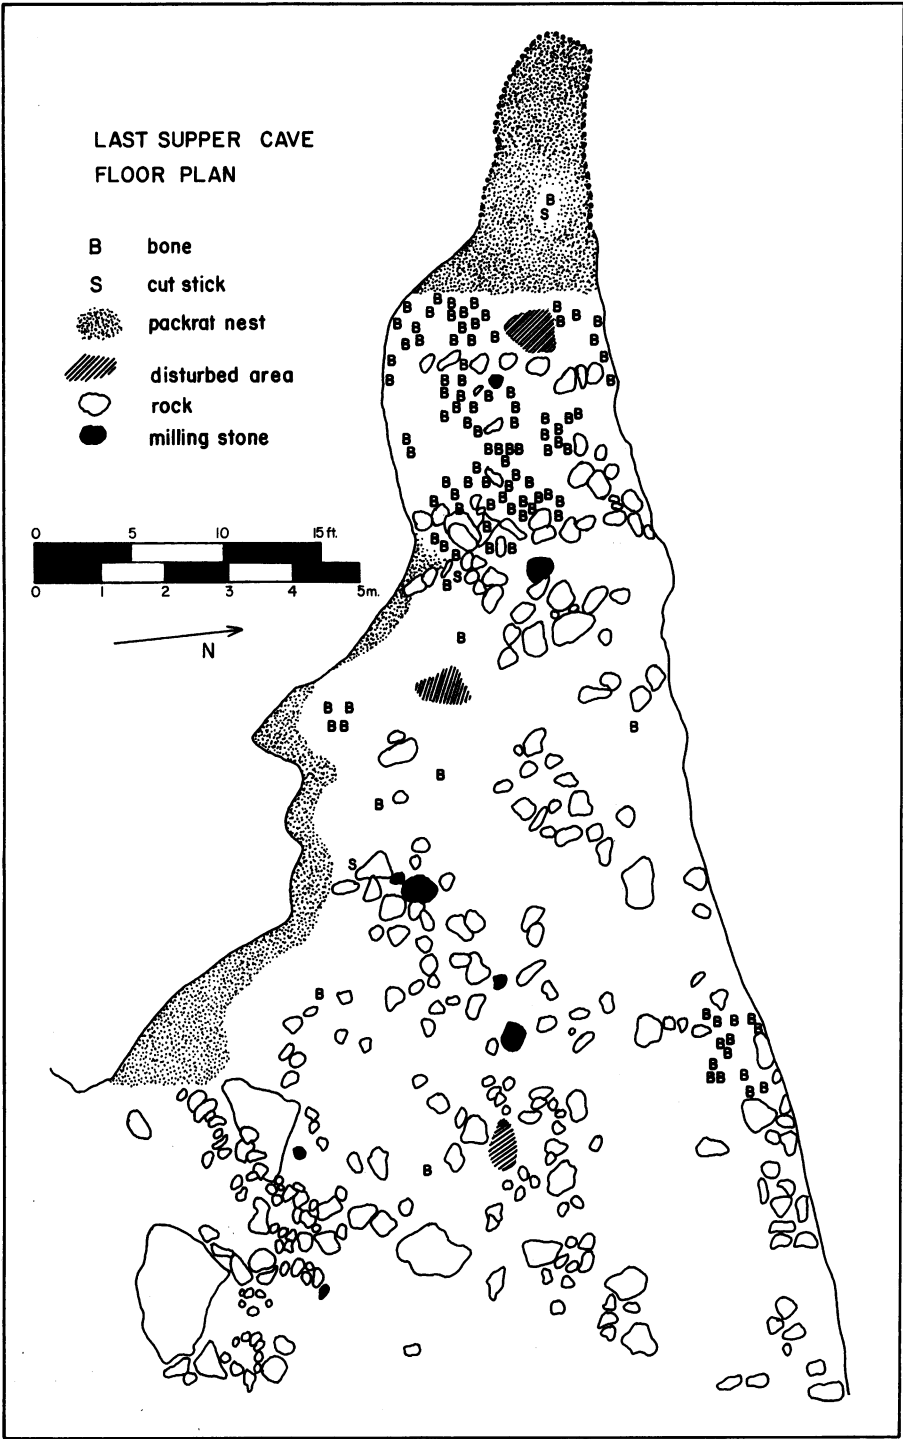 LAST SUPPER CAVE
FLOOR PLAN
B bone
S cut stick
packrat nest
disturbed area
rock
milling stone
0 5 10 15 ft.
0 1 2 3 4 5m.
N
B
S